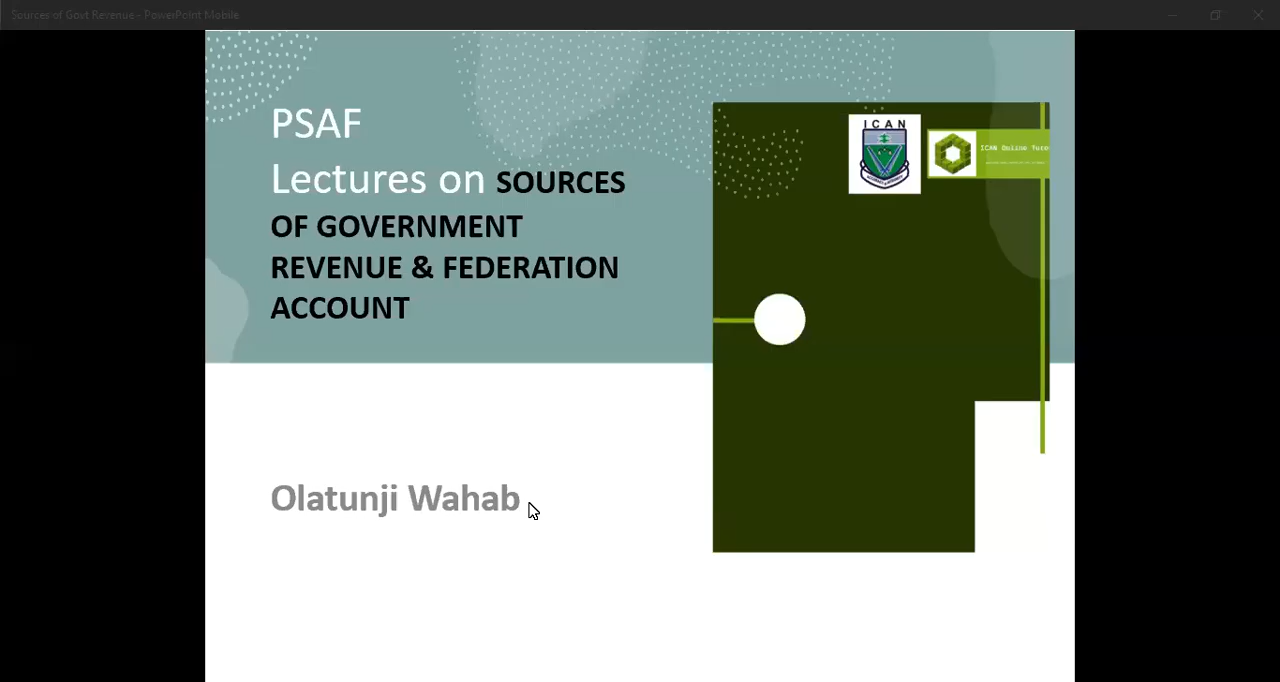 Sources of Govt Revenue - PowerPoint Mobile
PSAF
Lectures on SOURCES
OF GOVERNMENT
REVENUE & FEDERATION
ACCOUNT
ICAN
ICAN Online Tuto
Olatunji Wahab